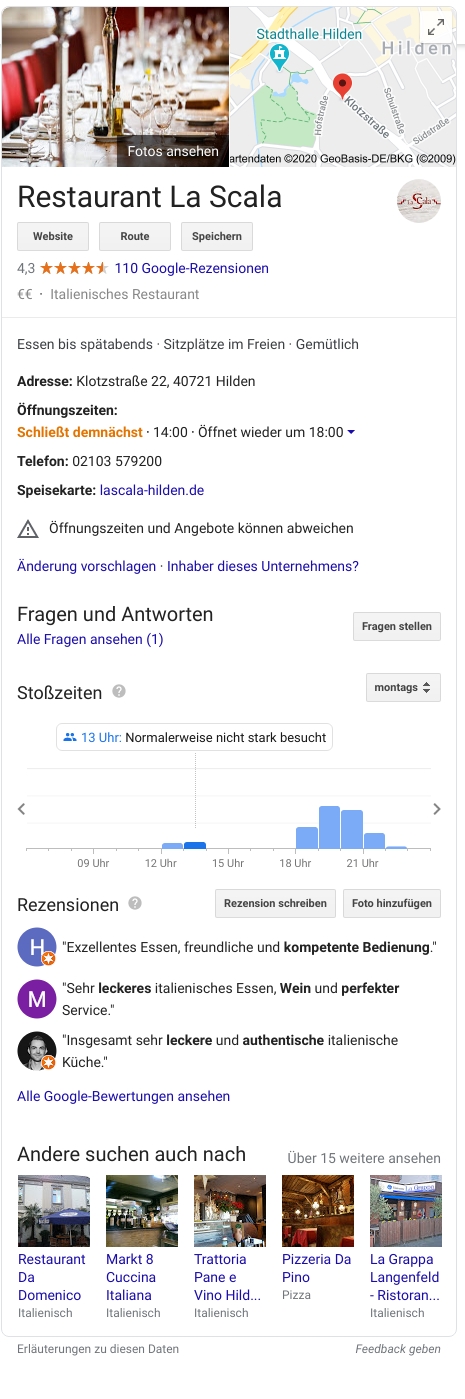 Stadthalle Hilden
Hilden
Hofstraße
Klotzstraße
Schulstraße
Südstraße
Fotos ansehen
artendaten ©2020 GeoBasis-DE/BKG (©2009)
Restaurant La Scala
La Scala
Website
Route
Speichern
4,3 110 Google-Rezensionen
€€ · Italienisches Restaurant
Essen bis spätabends · Sitzplätze im Freien · Gemütlich
Adresse: Klotzstraße 22, 40721 Hilden
Öffnungszeiten:
Schließt demnächst · 14:00 · Öffnet wieder um 18:00
Telefon: 02103 579200
Speisekarte: lascala-hilden.de
Öffnungszeiten und Angebote können abweichen
Änderung vorschlagen · Inhaber dieses Unternehmens?
Fragen und Antworten
Fragen stellen
Alle Fragen ansehen (1)
Stoßzeiten ?
montags
13 Uhr: Normalerweise nicht stark besucht
09 Uhr 12 Uhr 15 Uhr 18 Uhr 21 Uhr
Rezensionen ?
Rezension schreiben
Foto hinzufügen
H
"Exzellentes Essen, freundliche und kompetente Bedienung."
M
"Sehr leckeres italienisches Essen, Wein und perfekter
Service."
"Insgesamt sehr leckere und authentische italienische
Küche."
Alle Google-Bewertungen ansehen
Andere suchen auch nach
Über 15 weitere ansehen
La Grappa
Restaurant
Da
Domenico
Italienisch
Markt 8
Cuccina
Italiana
Italienisch
Trattoria
Pane e
Vino Hild...
Italienisch
Pizzeria Da
Pino
Pizza
La Grappa
Langenfeld
- Ristoran...
Italienisch
Erläuterungen zu diesen Daten
Feedback geben